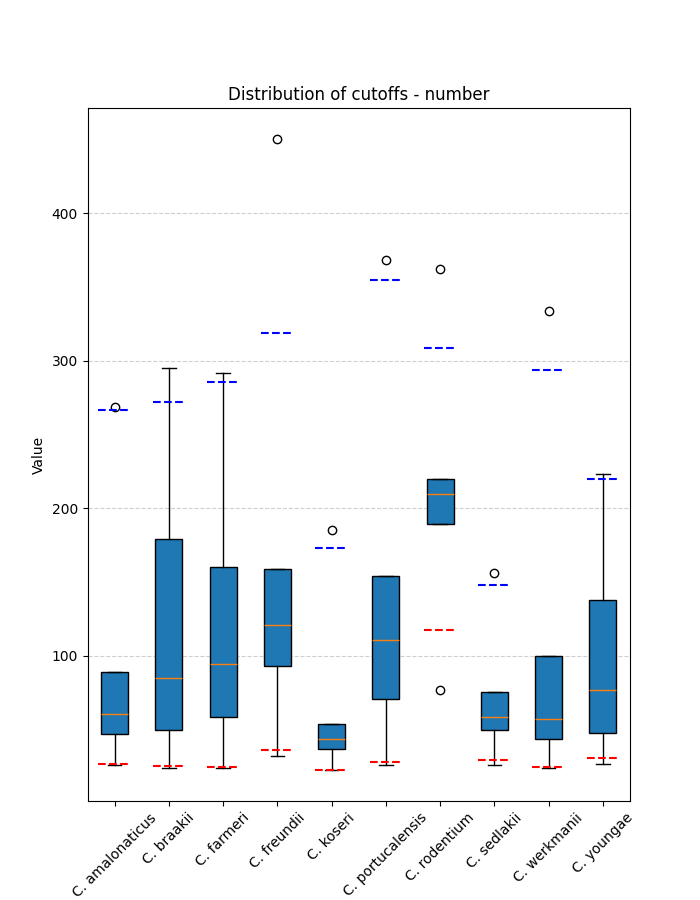 Distribution of cutoffs - number
Value
400
300
200
100
C. amalonaticus
C. braakii
C. farmeri
C. freundii
C. koseri
C. portucalensis
C. rodentium
C. sedlakii
C. werkmanii
C. youngae